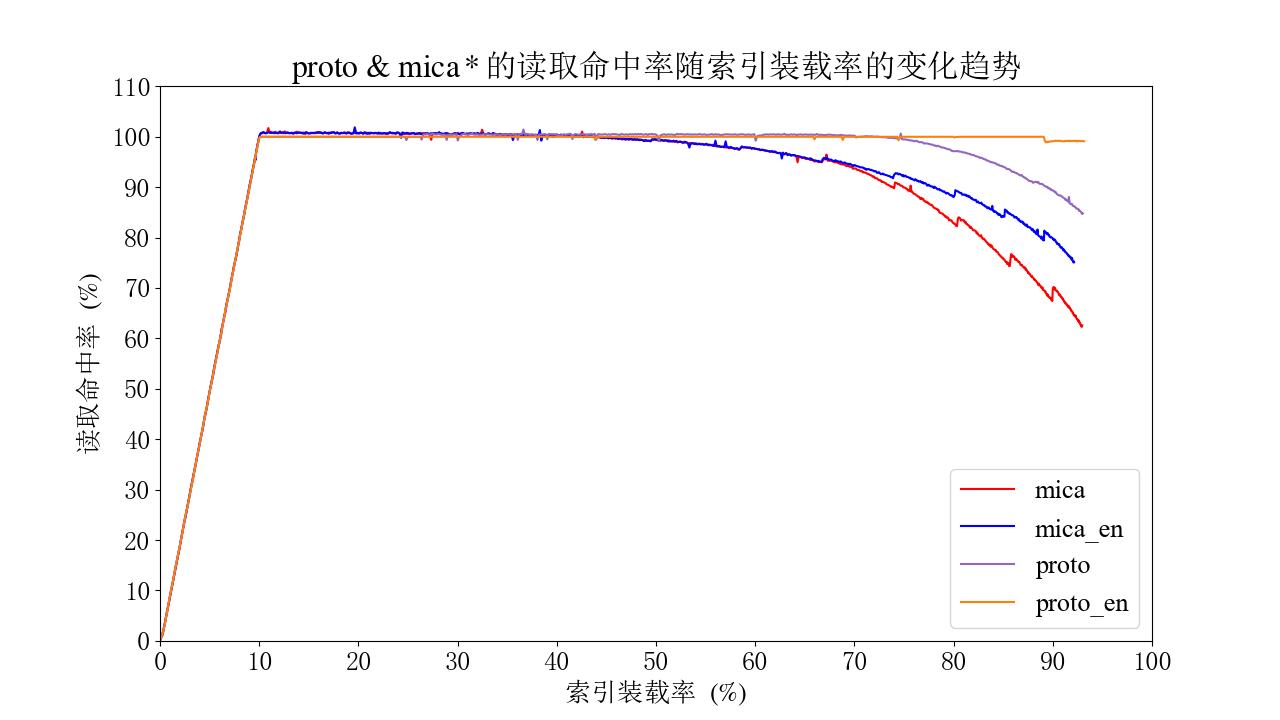 proto & mica * 的读取命中率随索引装载率的变化趋势
110
100
90
80
70
60
50
40
30
20
10
0
读取命中率 (%)
mica
mica_en
proto
proto_en
0 10 20 30 40 50 60 70 80 90 100
索引装载率 (%)